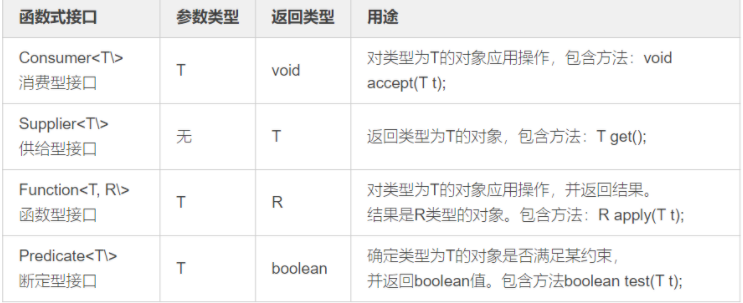 函数式接口 参数类型 返回类型 用途
Consumer<T\>
消费型接口
T
void
对类型为T的对象应用操作，包含方法：void
accept(T t);
Supplier<T\>
供给型接口
无
T
返回类型为T的对象，包含方法：T get();
Function<T, R\>
函数型接口
T
R
对类型为T的对象应用操作，并返回结果。
结果是R类型的对象。包含方法：R apply(T t);
Predicate<T\>
断定型接口
T
boolean
确定类型为T的对象是否满足某约束，
并返回boolean值。包含方法boolean test(T t);